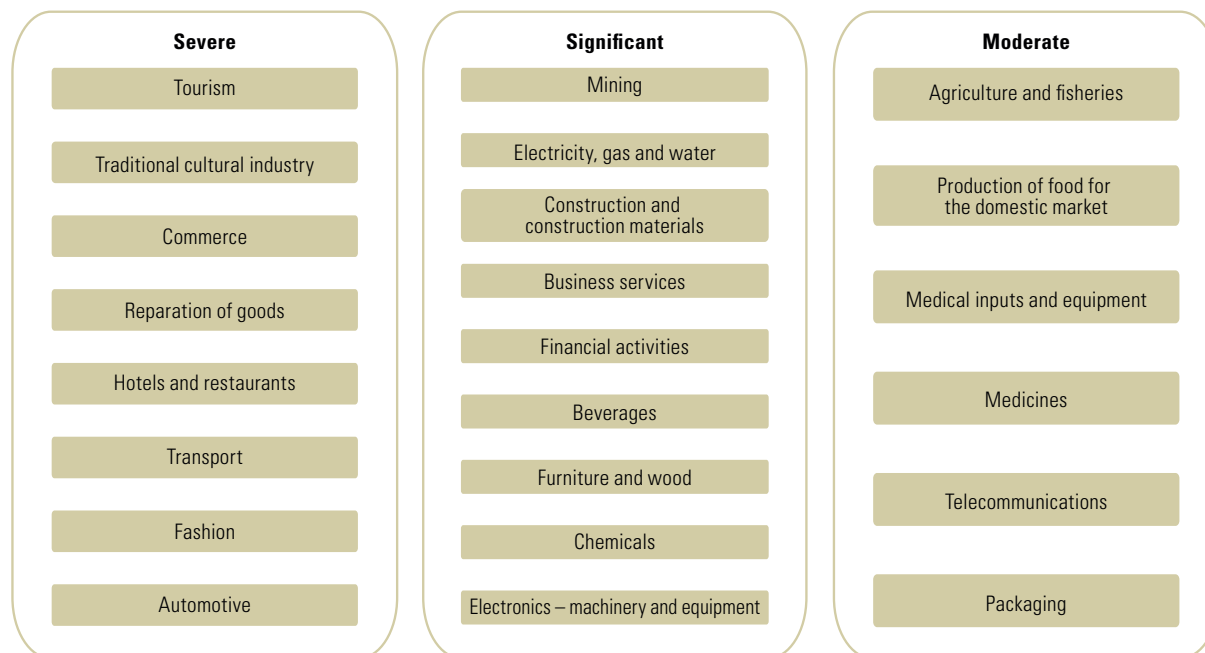 Severe
Tourism
Traditional cultural industry
Commerce
Reparation of goods
Hotels and restaurants
Transport
Fashion
Automotive
Significant
Mining
Electricity, gas and water
Construction and
construction materials
Business services
Financial activities
Beverages
Furniture and wood
Chemicals
Electronics – machinery and equipment
Moderate
Agriculture and fisheries
Production of food for
the domestic market
Medical inputs and equipment
Medicines
Telecommunications
Packaging